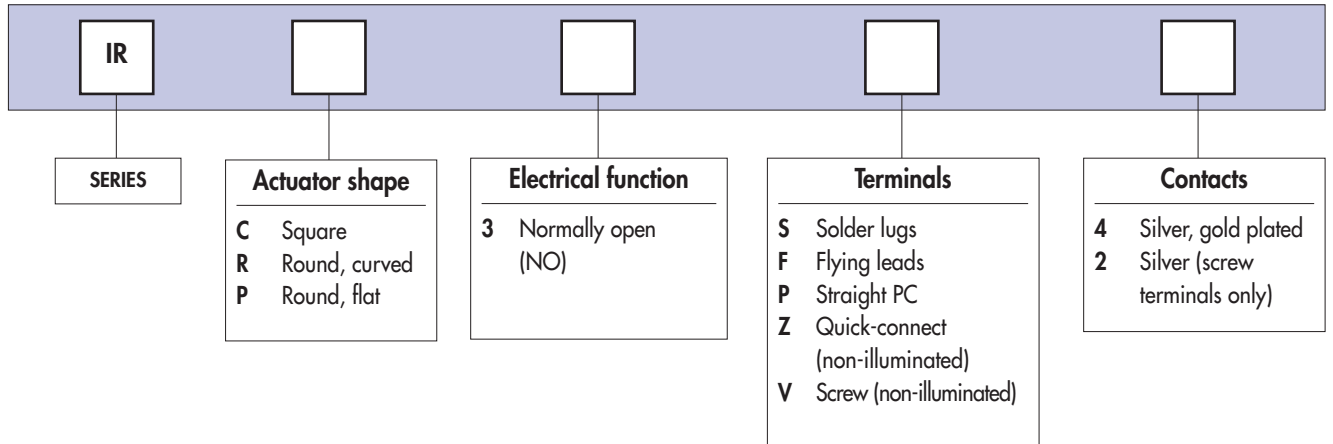 IR
SERIES
Actuator shape
C Square
R Round, curved
P Round, flat
Electrical function
3 Normally open
(NO)
Terminals
S Solder lugs
F Flying leads
P Straight PC
Z Quick-connect
(non-illuminated)
V Screw (non-illuminated)
Contacts
4 Silver, gold plated
2 Silver (screw
terminals only)